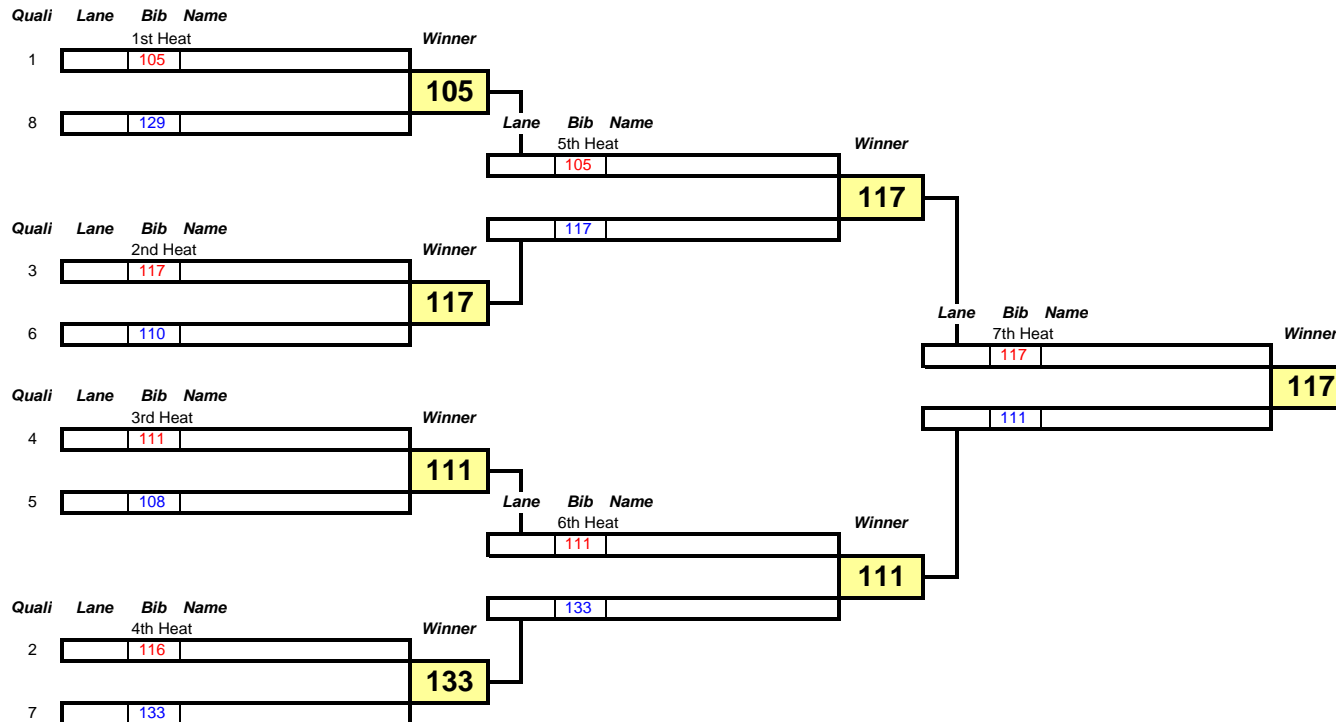 Quali Lane Bib Name
1st Heat Winner
1 105
105
8 129
Lane Bib Name
5th Heat Winner
105
117
117
Quali Lane Bib Name
2nd Heat Winner
3 117
117
6 110
Lane Bib Name
7th Heat Winner
117
117
111
Quali Lane Bib Name
3rd Heat Winner
4 111
111
5 108
Lane Bib Name
6th Heat Winner
111
111
133
Quali Lane Bib Name
4th Heat Winner
2 116
133
7 133